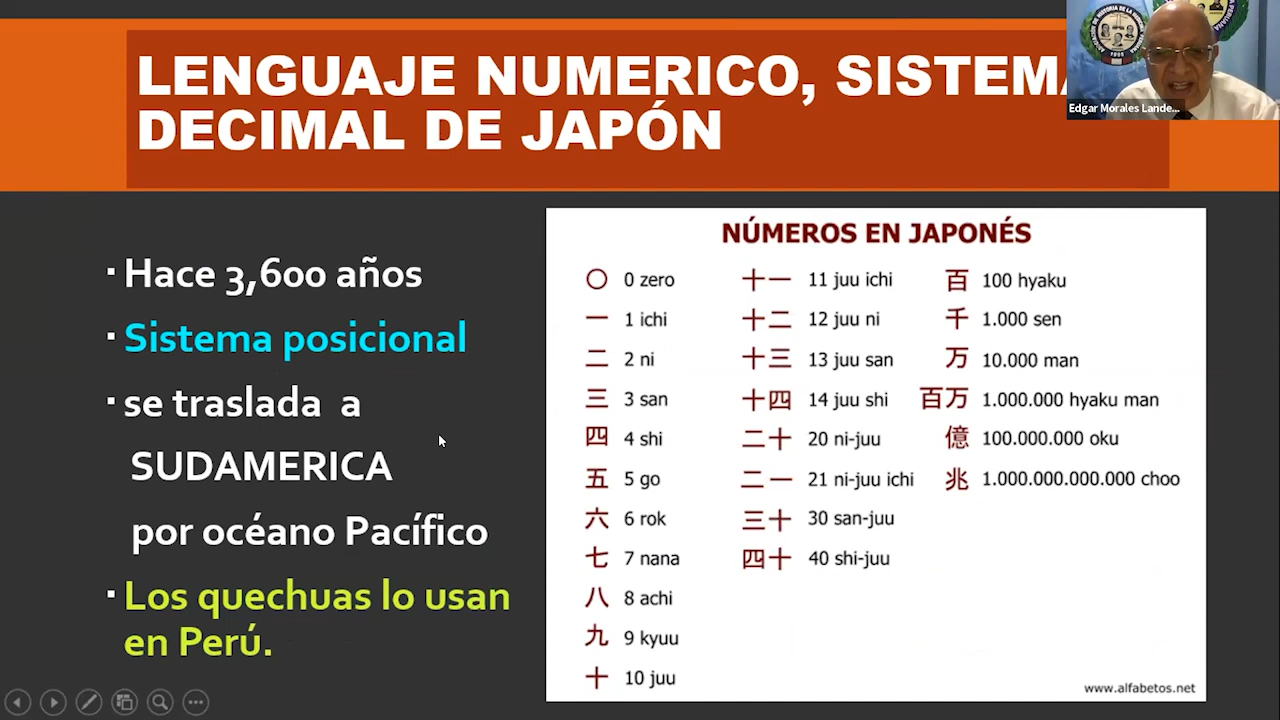 LENGUAJE NUMERICO, SISTEMA
DECIMAL DE JAPÓN
Edgar Morales Lande...
Hace 3,600 años
Sistema posicional
se traslada a
SUDAMERICA
por océano Pacífico
Los quechuas lo usan
en Perú.
NÚMEROS EN JAPONÉS
〇 0 zero
一 1 ichi
二 2 ni
三 3 san
四 4 shi
五 5 go
六 6 rok
七 7 nana
八 8 achi
九 9 kyuu
十 10 juu
十一 11 juu ichi
十二 12 juu ni
十三 13 juu san
十四 14 juu shi
二十 20 ni-juu
二一 21 ni-juu ichi
三十 30 san-juu
四十 40 shi-juu
百 100 hyaku
千 1.000 sen
万 10.000 man
百万 1.000.000 hyaku man
億 100.000.000 oku
兆 1.000.000.000.000 choo
www.alfabetos.net